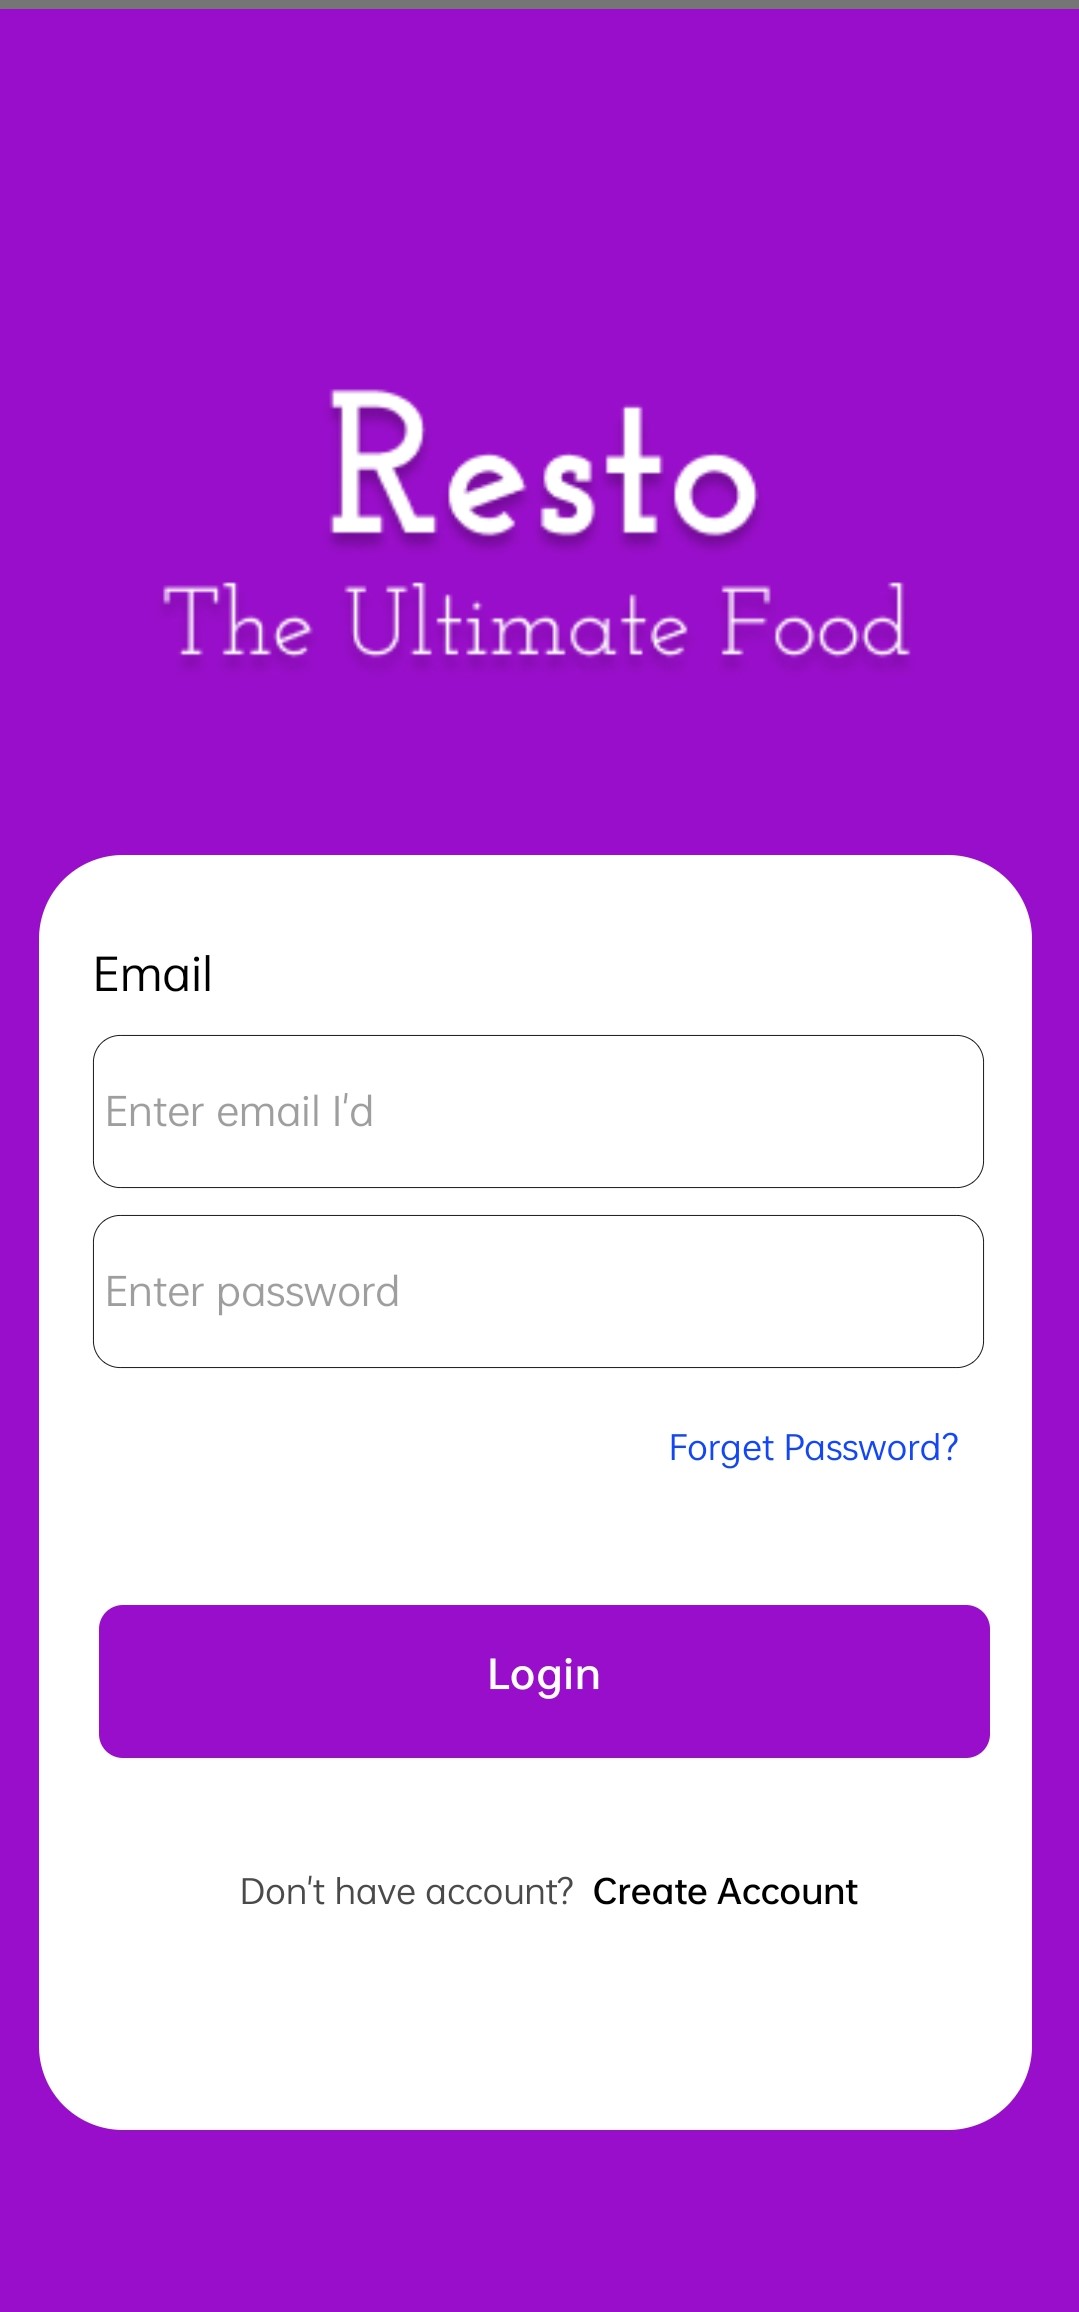 Resto
The Ultimate Food
Email
Enter email I'd
Enter password
Forget Password?
Login
Don't have account? Create Account